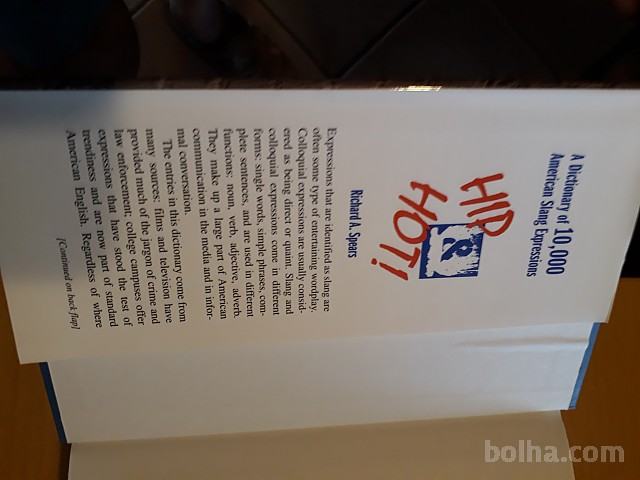 A Dictionary of 10,000
American Slang Expressions
HIP
&
HOT!
Richard A. Spears
Expressions that are identified as slang are
often some type of entertaining wordplay.
Colloquial expressions are usually consid-
ered as being direct or quaint. Slang and
colloquial expressions come in different
forms: single words, simple phrases, com-
plete sentences, and are used in different
functions: noun, verb, adjective, adverb.
They make up a large part of American
communication in the media and in infor-
mal conversation.
The entries in this dictionary come from
many sources: films and television have
provided much of the jargon of crime and
law enforcement; college campuses offer
expressions that have stood the test of
trendiness and are now part of standard
American English. Regardless of where
[Continued on back flap]
bolha.com